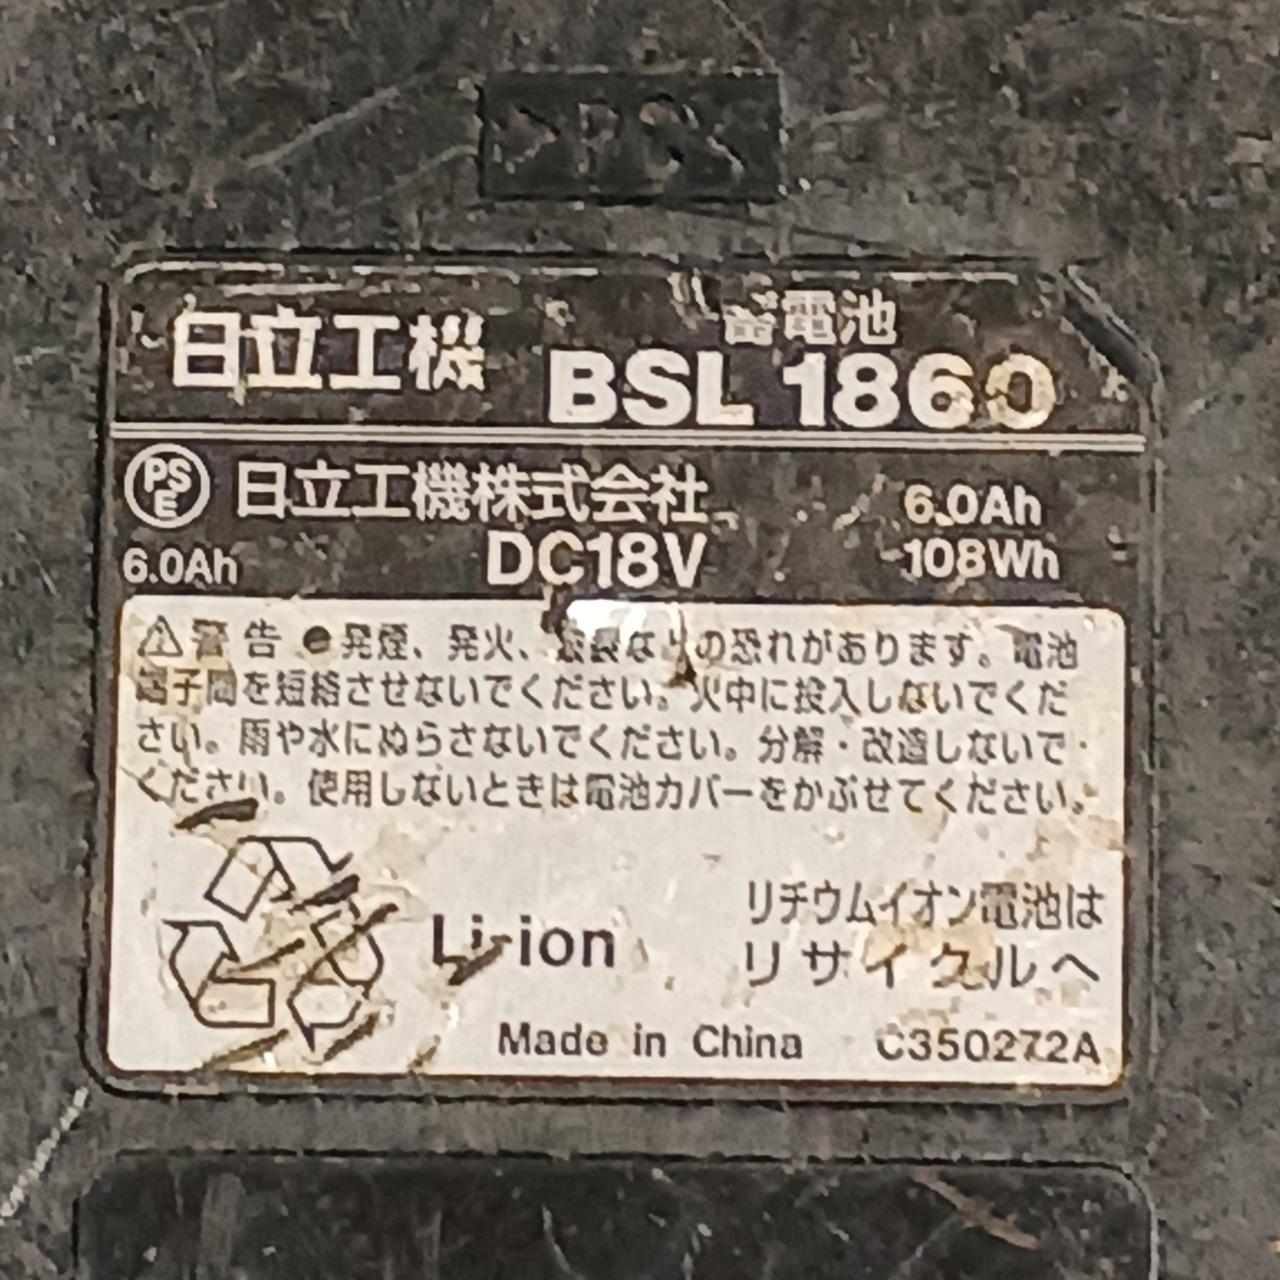 >PBS<
日立工機
蓄電池
BSL 1860
PSE 日立工機株式会社 6.0Ah
6.0Ah DC18V 108Wh
⚠警告 ●発煙、発火、破裂などの恐れがあります。電池
端子間を短絡させないでください。火中に投入しないでくだ
さい。雨や水にぬらさないでください。分解・改造しないで
ください。使用しないときは電池カバーをかぶせてください。
Li-ion
リチウムイオン電池は
リサイクルへ
Made in China C350272A